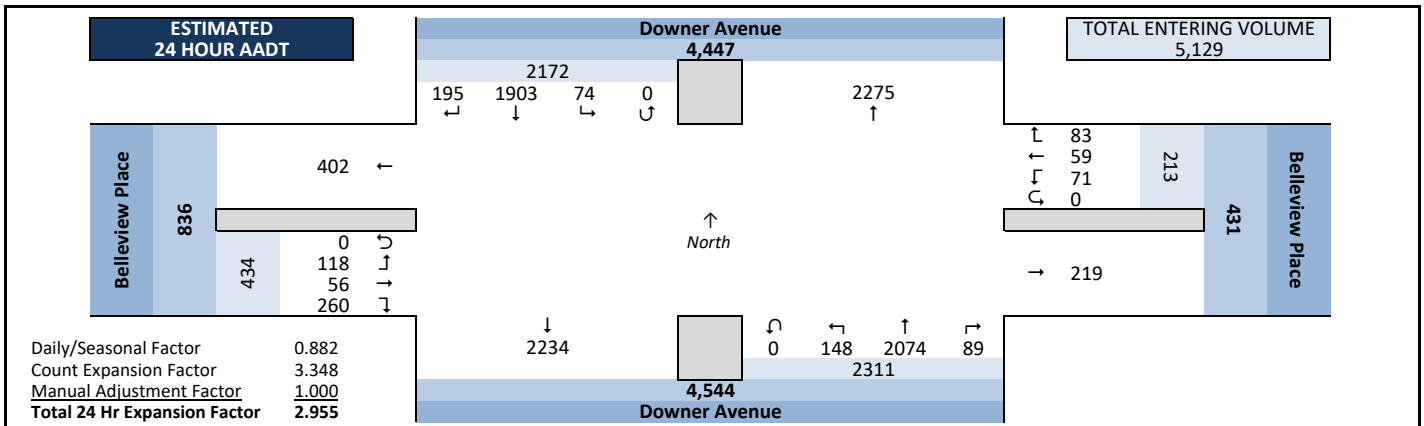 ESTIMATED
24 HOUR AADT
Downer Avenue
4,447
TOTAL ENTERING VOLUME
5,129
2172
195 1903 74 0
↵ ↓ ↳ ↺
2275
↑
Belleview Place
836
402 ←
434
0 ⮌
118 ↰
56 →
260 ↴
↑
North
↑ 83
← 59
↓ 71
⮎ 0
213
431
Belleview Place
→ 219
↓
2234
↶ ↰ ↑ ↱
0 148 2074 89
2311
4,544
Downer Avenue
Daily/Seasonal Factor 0.882
Count Expansion Factor 3.348
Manual Adjustment Factor 1.000
Total 24 Hr Expansion Factor 2.955